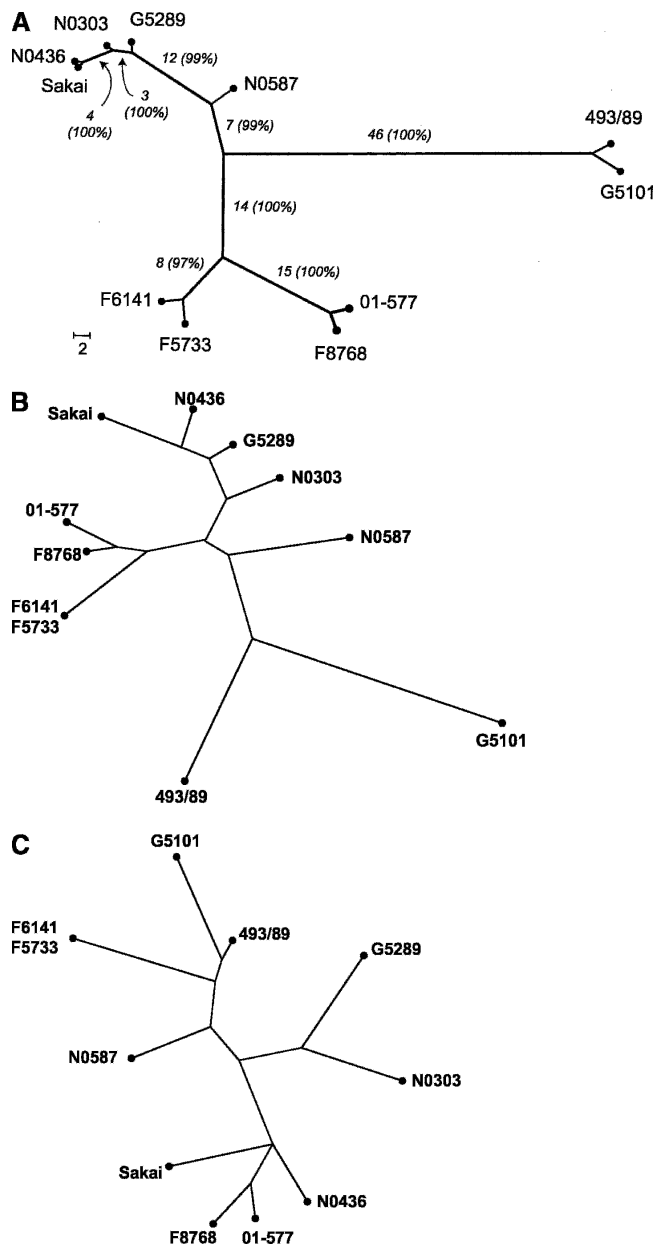 A
N0303
G5289
N0436
Sakai
12 (99%)
N0587
3
(100%)
4
(100%)
7 (99%)
46 (100%)
493/89
G5101
14 (100%)
8 (97%)
15 (100%)
F6141
01-577
F5733
F8768
2
B
Sakai
N0436
G5289
N0303
01-577
F8768
N0587
F6141
F5733
G5101
493/89
C
G5101
F6141
F5733
493/89
G5289
N0587
N0303
Sakai
N0436
F8768
01-577